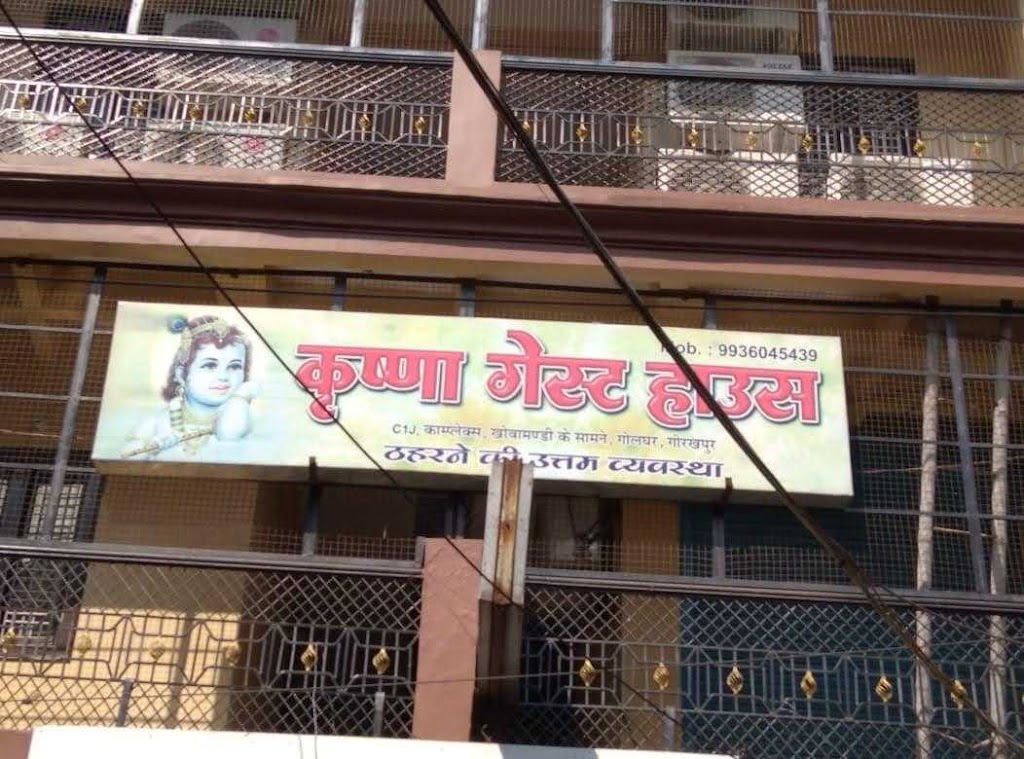 Mob. : 9936045439
कृष्णा गेस्ट हाउस
C1J, काम्प्लेक्स, खोवामण्डी के सामने, गोलघर, गोरखपुर
ठहरने की उत्तम व्यवस्था